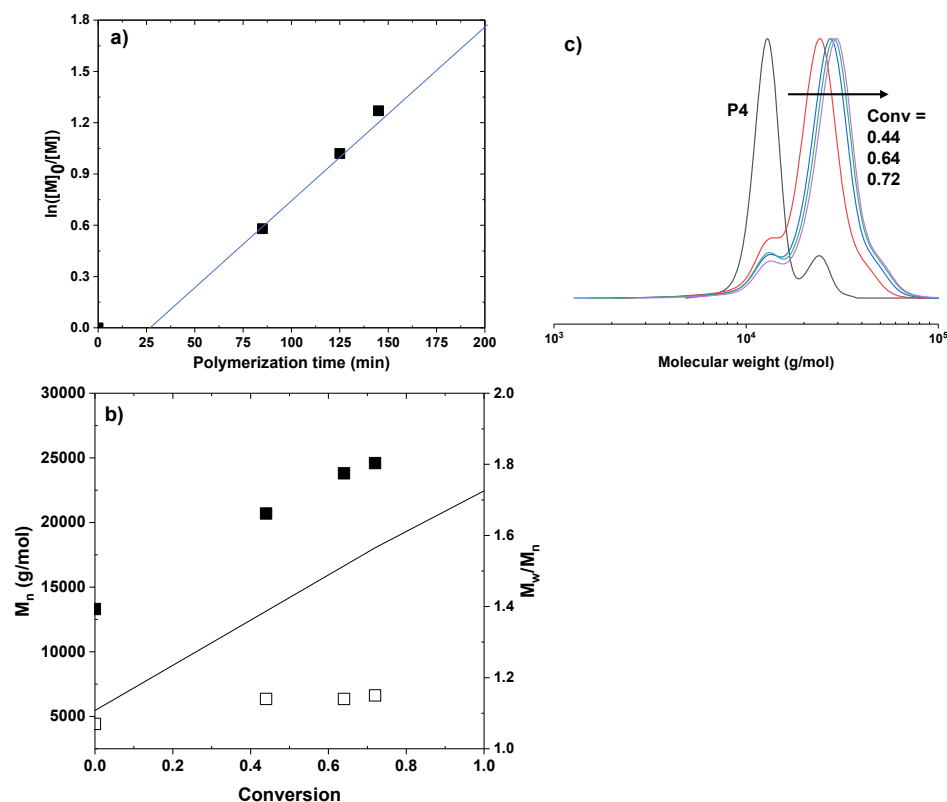 a)
ln([M]0/[M])
1.8
1.5
1.2
0.9
0.6
0.3
0.0
0 25 50 75 100 125 150 175 200
Polymerization time (min)
c)
P4
Conv =
0.44
0.64
0.72
10³ 10⁴ 10⁵
Molecular weight (g/mol)
b)
Mₙ (g/mol)
30000
25000
20000
15000
10000
5000
2.0
1.8
1.6
1.4
1.2
1.0
M_w/Mₙ
0.0 0.2 0.4 0.6 0.8 1.0
Conversion